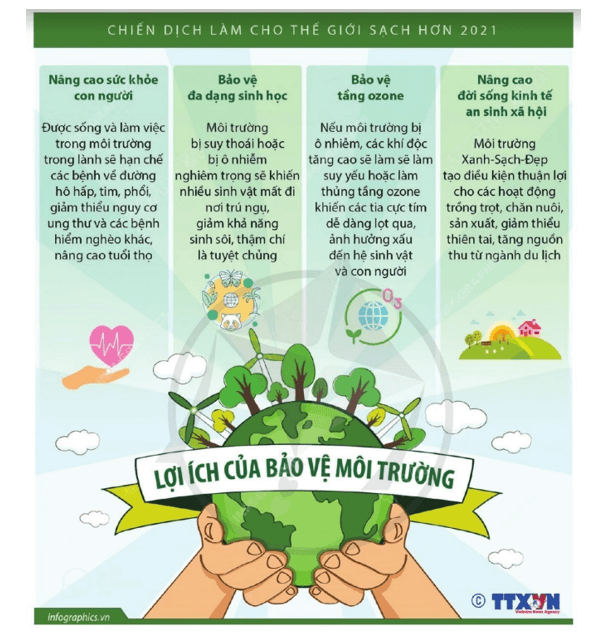 CHIẾN DỊCH LÀM CHO THẾ GIỚI SẠCH HƠN 2021
Nâng cao sức khỏe
con người
Được sống và làm việc
trong môi trường
trong lành sẽ hạn chế
các bệnh về đường
hô hấp, tim, phổi,
giảm thiểu nguy cơ
ung thư và các bệnh
hiểm nghèo khác,
nâng cao tuổi thọ
Bảo vệ
đa dạng sinh học
Môi trường
bị suy thoái hoặc
bị ô nhiễm
nghiêm trọng sẽ khiến
nhiều sinh vật mất đi
nơi trú ngụ,
giảm khả năng
sinh sôi, thậm chí
là tuyệt chủng
Bảo vệ
tầng ozone
Nếu môi trường bị
ô nhiễm, các khí độc
tăng cao sẽ làm sẽ làm
suy yếu hoặc làm
thủng tầng ozone
khiến các tia cực tím
dễ dàng lọt qua,
ảnh hưởng xấu
đến hệ sinh vật
và con người
O3
Nâng cao
đời sống kinh tế
an sinh xã hội
Môi trường
Xanh-Sạch-Đẹp
tạo điều kiện thuận lợi
cho các hoạt động
trồng trọt, chăn nuôi,
sản xuất, giảm thiểu
thiên tai, tăng nguồn
thu từ ngành du lịch
LỢI ÍCH CỦA BẢO VỆ MÔI TRƯỜNG
infographics.vn
© TTXVN
Vietnam News Agency